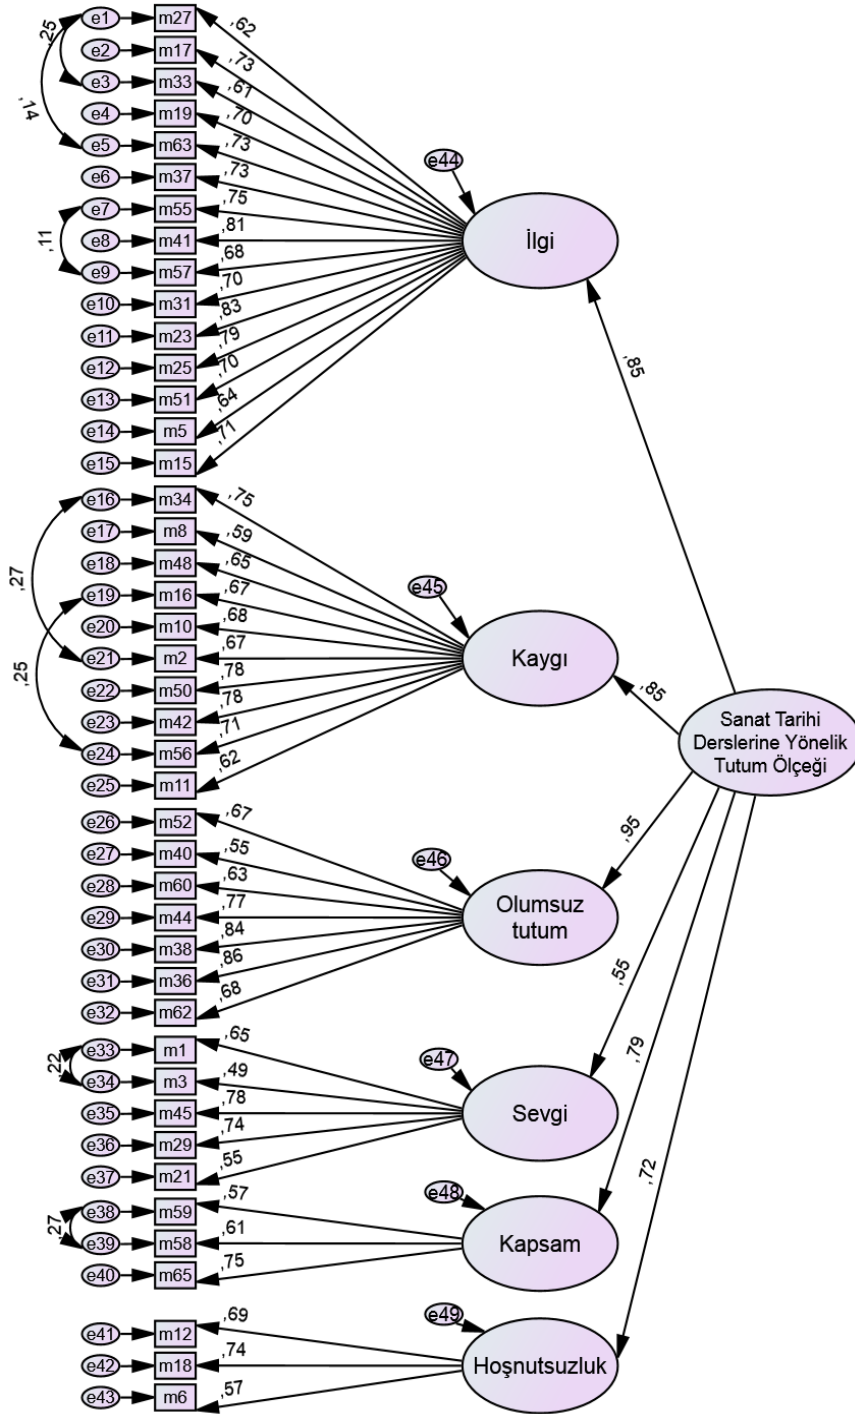 e1 m27 ,62
,25
e2 m17 ,73
e3 m33 ,61
,14
e4 m19 ,70
e5 m63 ,73
e44
e6 m37 ,73
e7 m55 ,75
İlgi
,11
e8 m41 ,81
e9 m57 ,68
e10 m31 ,70
e11 m23 ,83
e12 m25 ,79
e13 m51 ,70
,85
e14 m5 ,64
e15 m15 ,71
e16 m34 ,75
e17 m8 ,59
,27
e18 m48 ,65
e45
e19 m16 ,67
e20 m10 ,68
e21 m2 ,67
Kaygı
,25
e22 m50 ,78
,85
e23 m42 ,78
e24 m56 ,71
e25 m11 ,62
Sanat Tarihi
Derslerine Yönelik
Tutum Ölçeği
e26 m52 ,67
,95
e27 m40 ,55
e46
e28 m60 ,63
e29 m44 ,77
Olumsuz
tutum
e30 m38 ,84
e31 m36 ,86
,55
e32 m62 ,68
e33 m1 ,65
,22
e47
,79
e34 m3 ,49
e35 m45 ,78
Sevgi
e36 m29 ,74
e37 m21 ,55
,72
e38 m59 ,57
e48
,27
e39 m58 ,61
Kapsam
e40 m65 ,75
e49
e41 m12 ,69
e42 m18 ,74
Hoşnutsuzluk
e43 m6 ,57